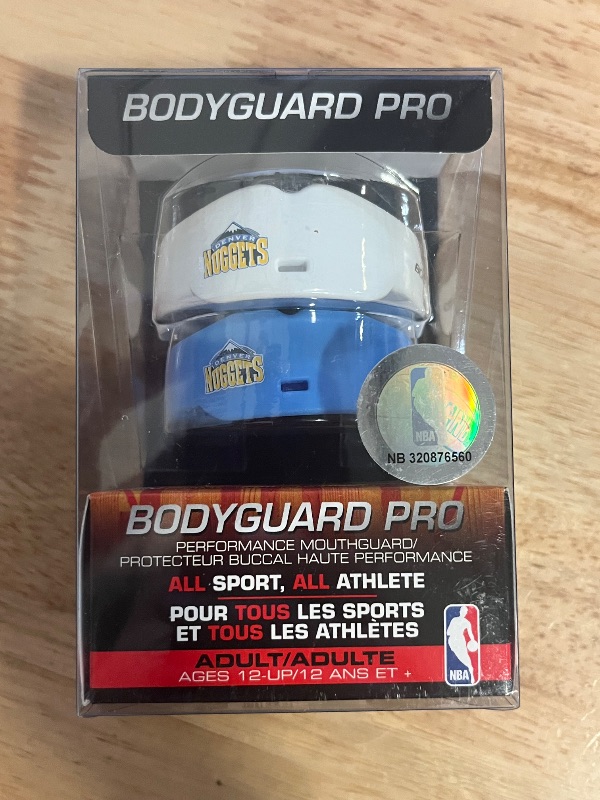 BODYGUARD PRO
DENVER
NUGGETS
DENVER
NUGGETS
NBA
NB 320876560
BODYGUARD PRO
PERFORMANCE MOUTHGUARD/
PROTECTEUR BUCCAL HAUTE PERFORMANCE
ALL SPORT, ALL ATHLETE
POUR TOUS LES SPORTS
ET TOUS LES ATHLÈTES
ADULT/ADULTE
AGES 12-UP/12 ANS ET +
NBA